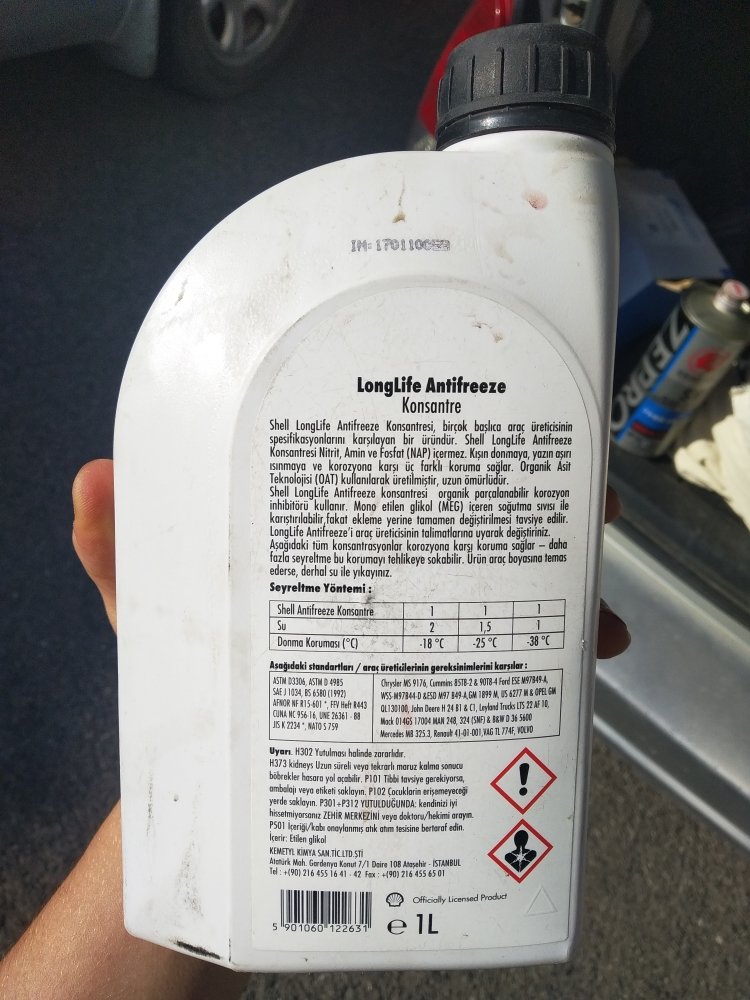 IM: 1701100
LongLife Antifreeze
Konsantre
Shell LongLife Antifreeze Konsantresi, birçok başlıca araç üreticisinin
spesifikasyonlarını karşılayan bir üründür. Shell LongLife Antifreeze
Konsantresi Nitrit, Amin ve Fosfat (NAP) içermez. Kışın donmaya, yazın aşırı
ısınmaya ve korozyona karşı üç farklı koruma sağlar. Organik Asit
Teknolojisi (OAT) kullanılarak üretilmiştir, uzun ömürlüdür.
Shell LongLife Antifreeze konsantresi organik parçalanabilir korozyon
inhibitörü kullanır. Mono etilen glikol (MEG) içeren soğutma sıvısı ile
karıştırılabilir,fakat ekleme yerine tamamen değiştirilmesi tavsiye edilir.
LongLife Antifreeze'i araç üreticisinin talimatlarına uyarak değiştiriniz.
Aşağıdaki tüm konsantrasyonlar korozyona karşı koruma sağlar – daha
fazla seyreltme bu korumayı tehlikeye sokabilir. Ürün araç boyasına temas
ederse, derhal su ile yıkayınız.
Seyreltme Yöntemi :
Shell Antifreeze Konsantre 1 1 1
Su 2 1,5 1
Donma Koruması (°C) -18 °C -25 °C -38 °C
Aşağıdaki standartları / araç üreticilerinin gereksinimlerini karşılar :
ASTM D3306, ASTM D 4985
SAE J 1034, BS 6580 (1992)
AFNOR NF R15-601 *, FFV Heft R443
CUNA NC 956-16, UNE 26361 - 88
JIS K 2234 *, NATO S 759
Chrysler MS 9176, Cummins 85T8-2 & 90T8-4 Ford ESE M97B49-A,
WSS-M97B44-D &ESD M97 B49-A,GM 1899 M, US 6277 M & OPEL GM
QL130100, John Deere H 24 B1 & C1, Leyland Trucks LTS 22 AF 10,
Mack 014GS 17004 MAN 248, 324 (SNF) & B&W D 36 5600
Mercedes MB 325.3, Renault 41-01-001,VAG TL 774F, VOLVO
Uyarı: H302 Yutulması halinde zararlıdır.
H373 kidneys Uzun süreli veya tekrarlı maruz kalma sonucu
böbrekler hasara yol açabilir. P101 Tıbbi tavsiye gerekiyorsa,
ambalajı veya etiketi saklayın. P102 Çocukların erişemeyeceği
yerde saklayın. P301+P312 YUTULDUĞUNDA: kendinizi iyi
hissetmiyorsanız ZEHİR MERKEZİNİ veya doktoru/hekimi arayın.
P501 İçeriği/kabı onaylanmış atık atım tesisine bertaraf edin.
İçerir: Etilen glikol
KEMETYL KİMYA SAN.TİC.LTD.ŞTİ
Atatürk Mah. Gardenya Konut 7/1 Daire 108 Ataşehir - İSTANBUL
Tel : +(90) 216 455 16 41 - 42 Fax : +(90) 216 455 65 01
5 901060 122631
Officially Licensed Product
e 1L
ZEPRO